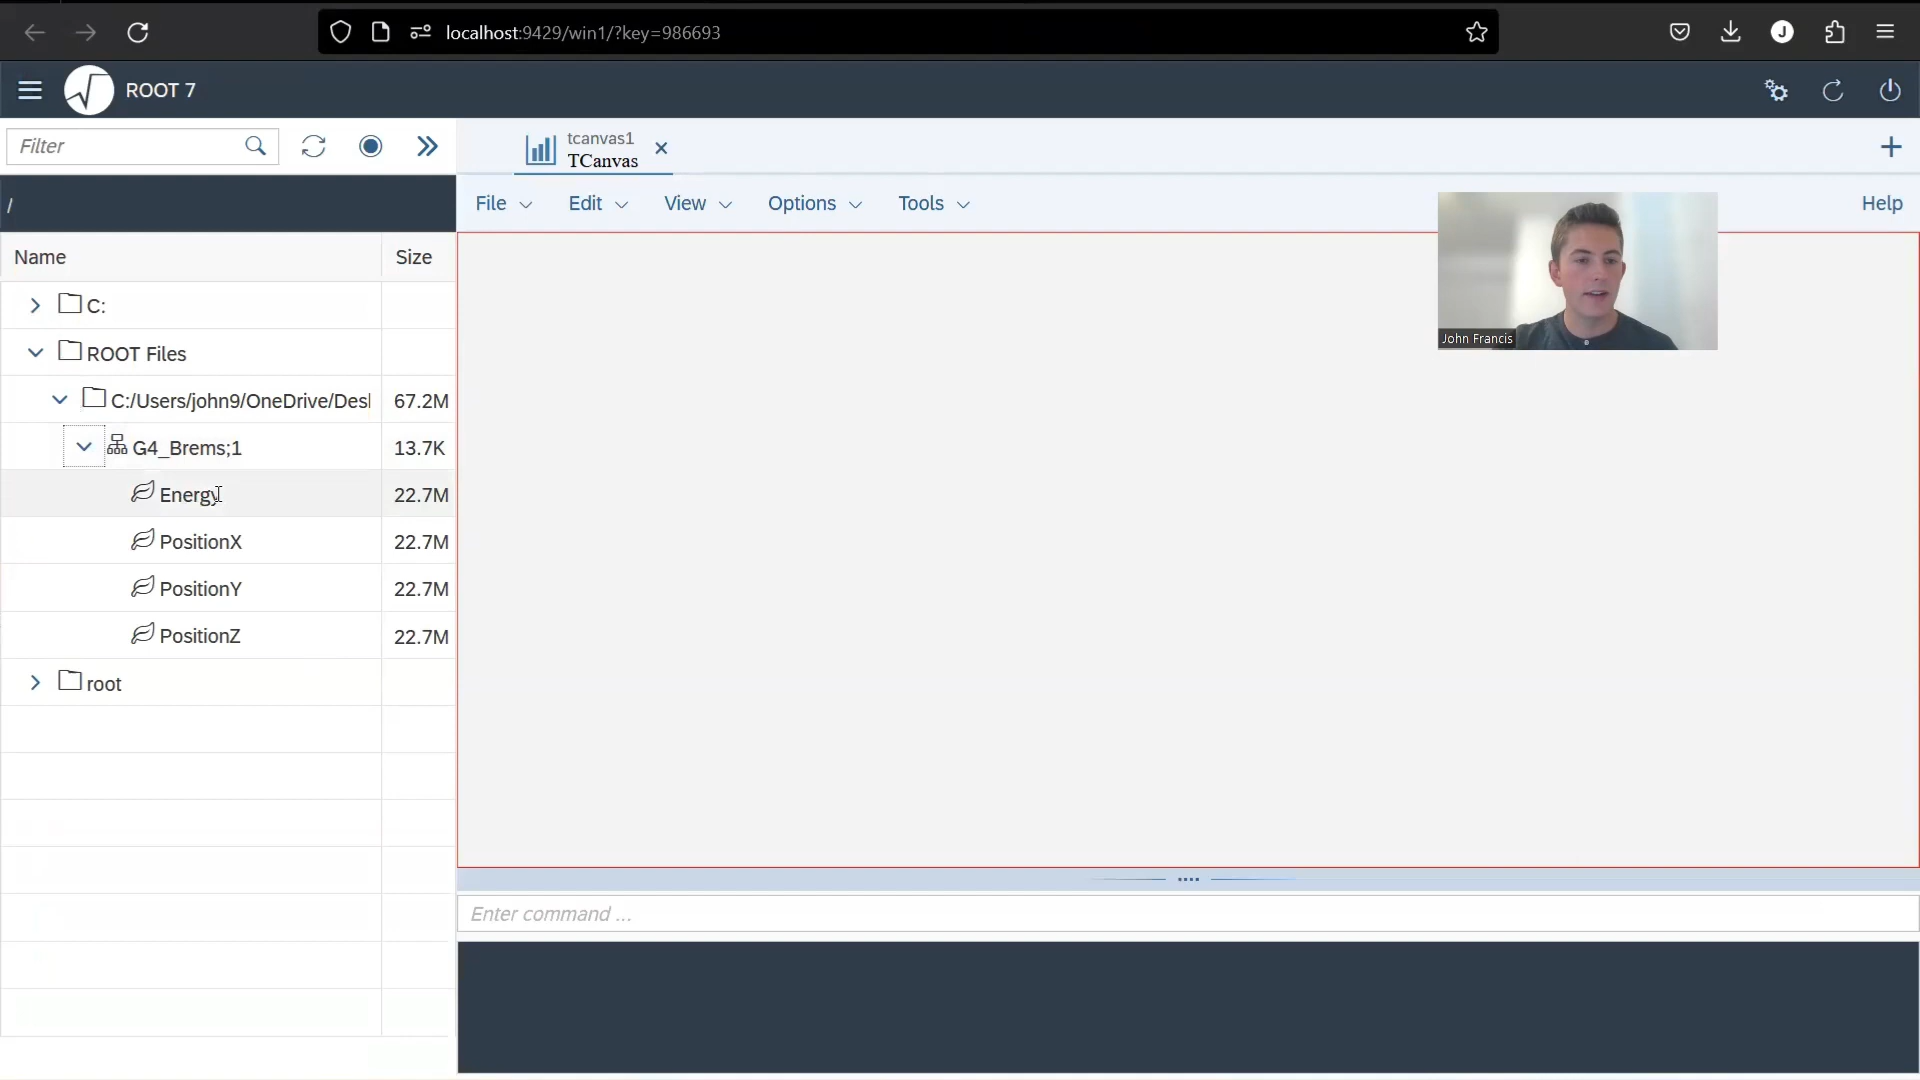 localhost:9429/win1/?key=986693
J
ROOT 7
Filter
tcanvas1
TCanvas
/
File
Edit
View
Options
Tools
Help
Name
Size
C:
ROOT Files
C:/Users/john9/OneDrive/Desl
67.2M
G4_Brems;1
13.7K
Energy
22.7M
PositionX
22.7M
PositionY
22.7M
PositionZ
22.7M
root
John Francis
Enter command ...